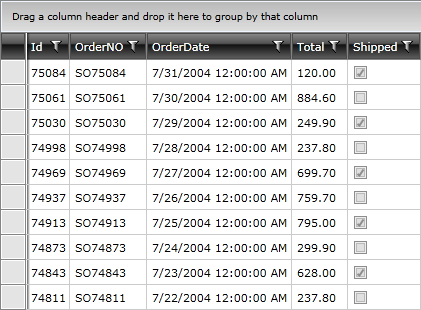 Drag a column header and drop it here to group by that column
Id OrderNO OrderDate Total Shipped
75084 SO75084 7/31/2004 12:00:00 AM 120.00
75061 SO75061 7/30/2004 12:00:00 AM 884.60
75030 SO75030 7/29/2004 12:00:00 AM 249.90
74998 SO74998 7/28/2004 12:00:00 AM 237.80
74969 SO74969 7/27/2004 12:00:00 AM 699.70
74937 SO74937 7/26/2004 12:00:00 AM 759.70
74913 SO74913 7/25/2004 12:00:00 AM 795.00
74873 SO74873 7/24/2004 12:00:00 AM 299.90
74843 SO74843 7/23/2004 12:00:00 AM 628.00
74811 SO74811 7/22/2004 12:00:00 AM 237.80